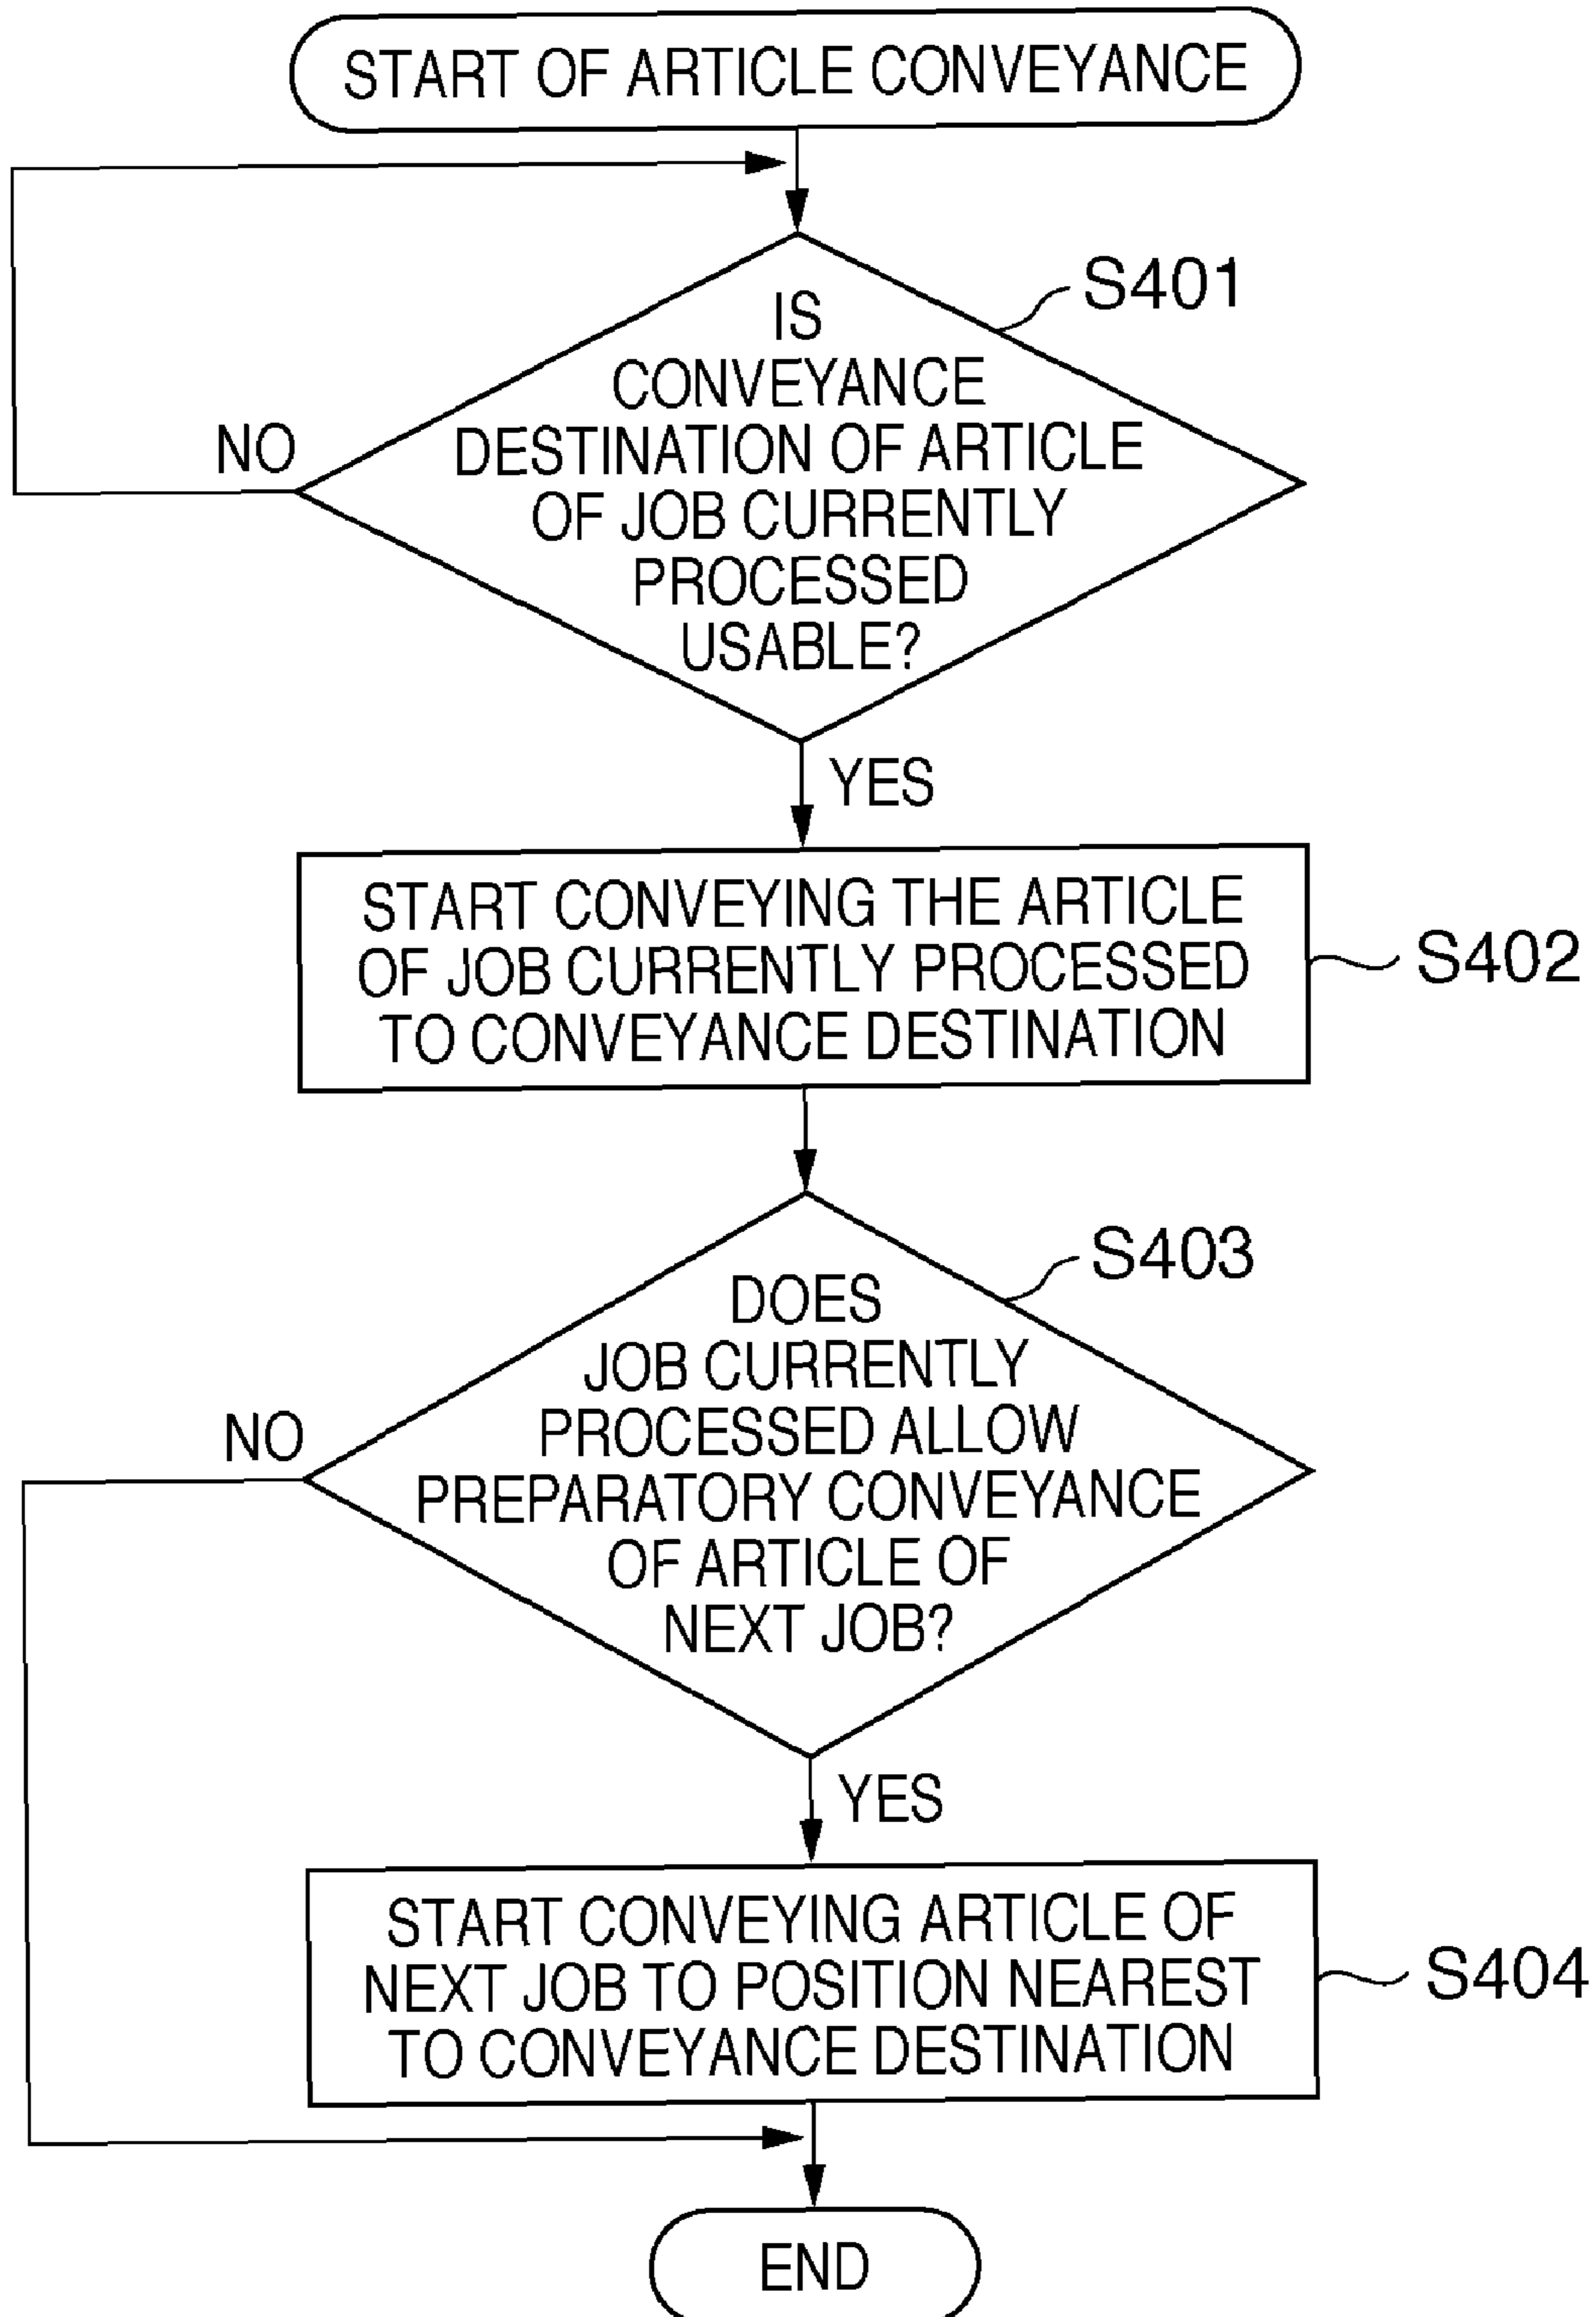 START OF ARTICLE CONVEYANCE
S401
IS
CONVEYANCE
DESTINATION OF ARTICLE
OF JOB CURRENTLY
PROCESSED
USABLE?
NO
YES
START CONVEYING THE ARTICLE
OF JOB CURRENTLY PROCESSED
TO CONVEYANCE DESTINATION
S402
S403
DOES
JOB CURRENTLY
PROCESSED ALLOW
PREPARATORY CONVEYANCE
OF ARTICLE OF
NEXT JOB?
NO
YES
START CONVEYING ARTICLE OF
NEXT JOB TO POSITION NEAREST
TO CONVEYANCE DESTINATION
S404
END